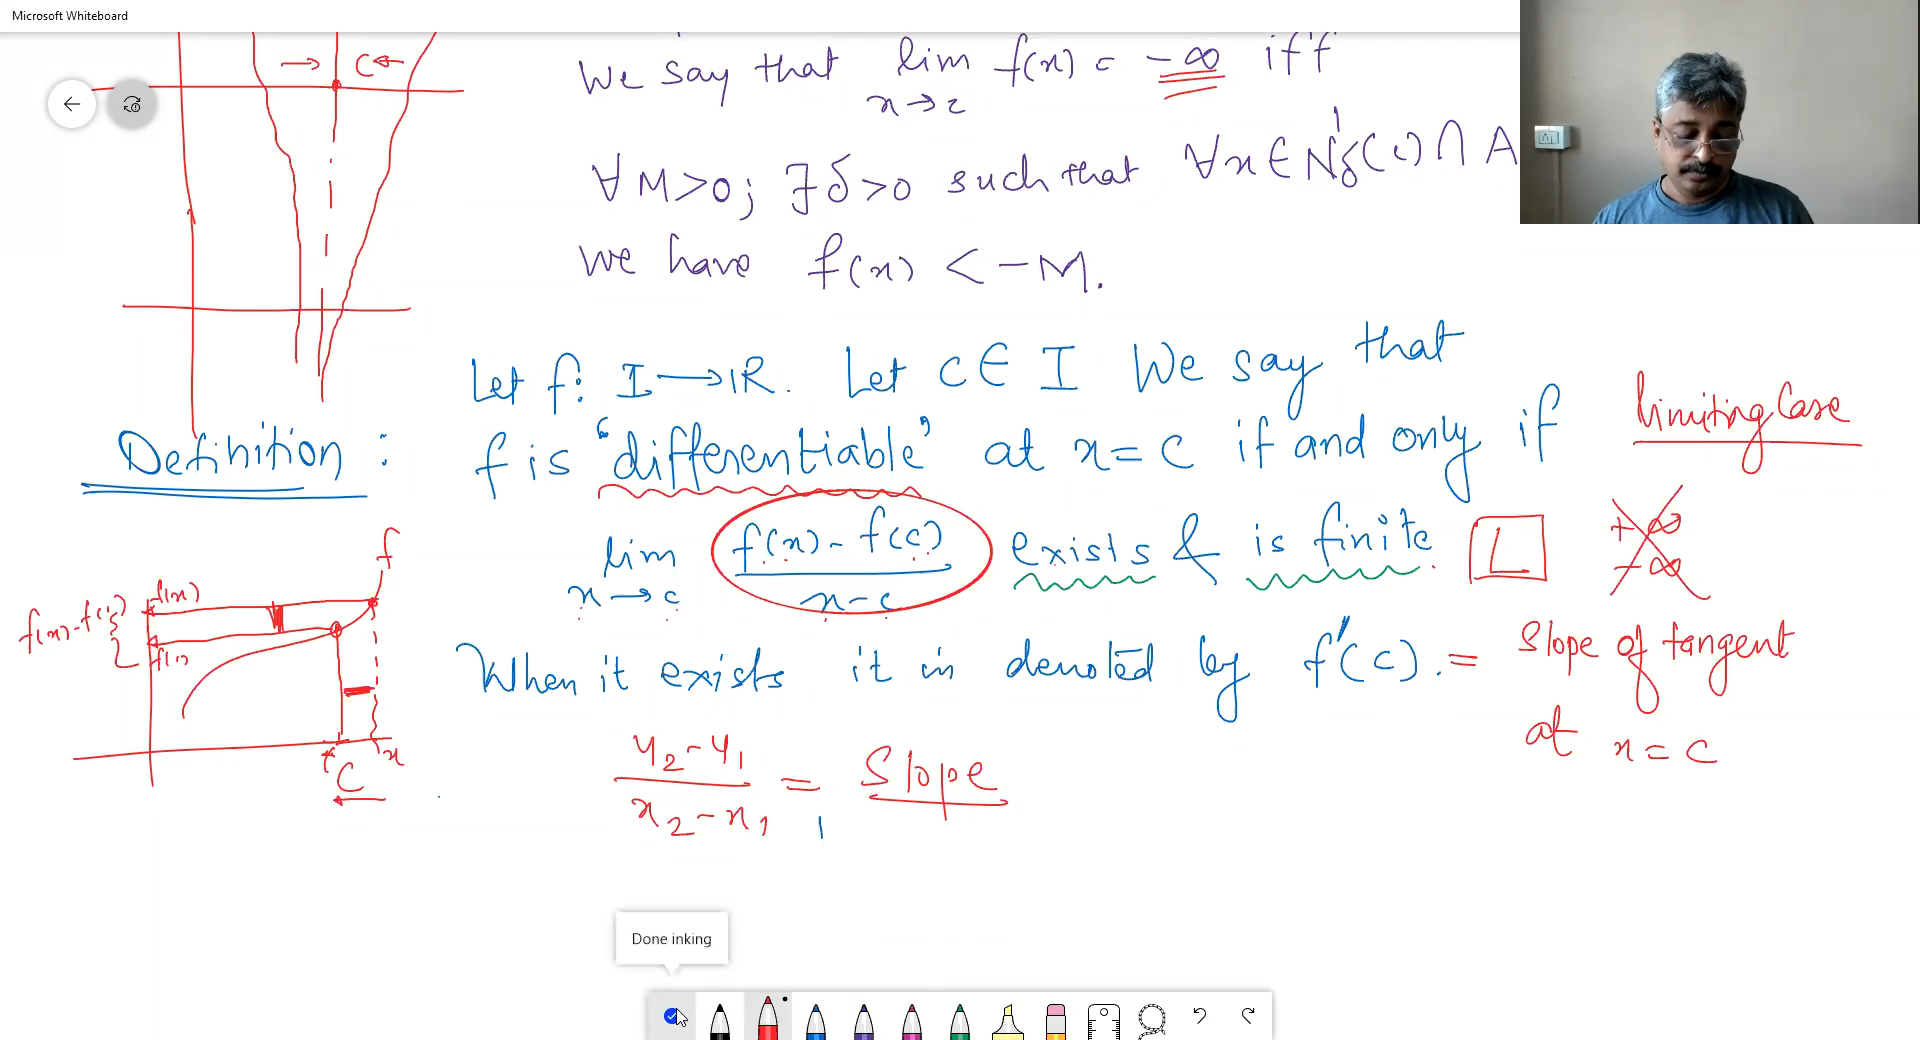 Microsoft Whiteboard
We say that lim f(x) = -∞ iff
x→c
C
∀M>0; ∃δ>0 such that ∀x∈N'δ(c)∩A
we have f(x) < -M.
Let f: I→IR. Let C∈I We say that
Definition: f is "differentiable" at x=c if and only if
limiting Case
lim f(x)-f(c) / x-c exists & is finite. L +∞ -∞
x→c
f
f(x)
f(x)-f(c)
f(c)
C x
When it exists it is denoted by f'(c). = Slope of tangent
at x=c
y2-y1 / x2-x1 = Slope
Done inking